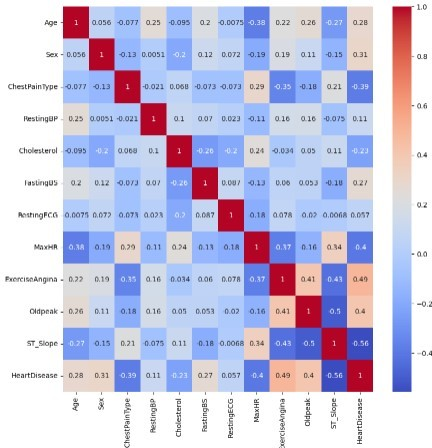 Age 1 0.056 -0.077 0.25 -0.095 0.2 -0.0075 -0.38 0.22 0.26 -0.27 0.28
Sex 0.056 1 -0.13 0.0051 -0.2 0.12 0.072 -0.19 0.19 0.11 -0.15 0.31
ChestPainType -0.077 -0.13 1 -0.021 0.068 -0.073 -0.073 0.29 -0.35 -0.18 0.21 -0.39
RestingBP 0.25 0.0051 -0.021 1 0.1 0.07 0.023 -0.11 0.16 0.16 -0.075 0.11
Cholesterol -0.095 -0.2 0.068 0.1 1 -0.26 -0.2 0.24 -0.034 0.05 0.11 -0.23
FastingBS 0.2 0.12 -0.073 0.07 -0.26 1 0.087 -0.13 0.06 0.053 -0.18 0.27
RestingECG -0.0075 0.072 -0.073 0.023 -0.2 0.087 1 -0.18 0.078 -0.02 -0.0068 0.057
MaxHR -0.38 -0.19 0.29 -0.11 0.24 -0.13 -0.18 1 -0.37 -0.16 0.34 -0.4
ExerciseAngina 0.22 0.19 -0.35 0.16 -0.034 0.06 0.078 -0.37 1 0.41 -0.43 0.49
Oldpeak 0.26 0.11 -0.18 0.16 0.05 0.053 -0.02 -0.16 0.41 1 -0.5 0.4
ST_Slope -0.27 -0.15 0.21 -0.075 0.11 -0.18 -0.0068 0.34 -0.43 -0.5 1 -0.56
HeartDisease 0.28 0.31 -0.39 0.11 -0.23 0.27 0.057 -0.4 0.49 0.4 -0.56 1
Age Sex ChestPainType RestingBP Cholesterol FastingBS RestingECG MaxHR ExerciseAngina Oldpeak ST_Slope HeartDisease
1.0
0.8
0.6
0.4
0.2
0.0
-0.2
-0.4